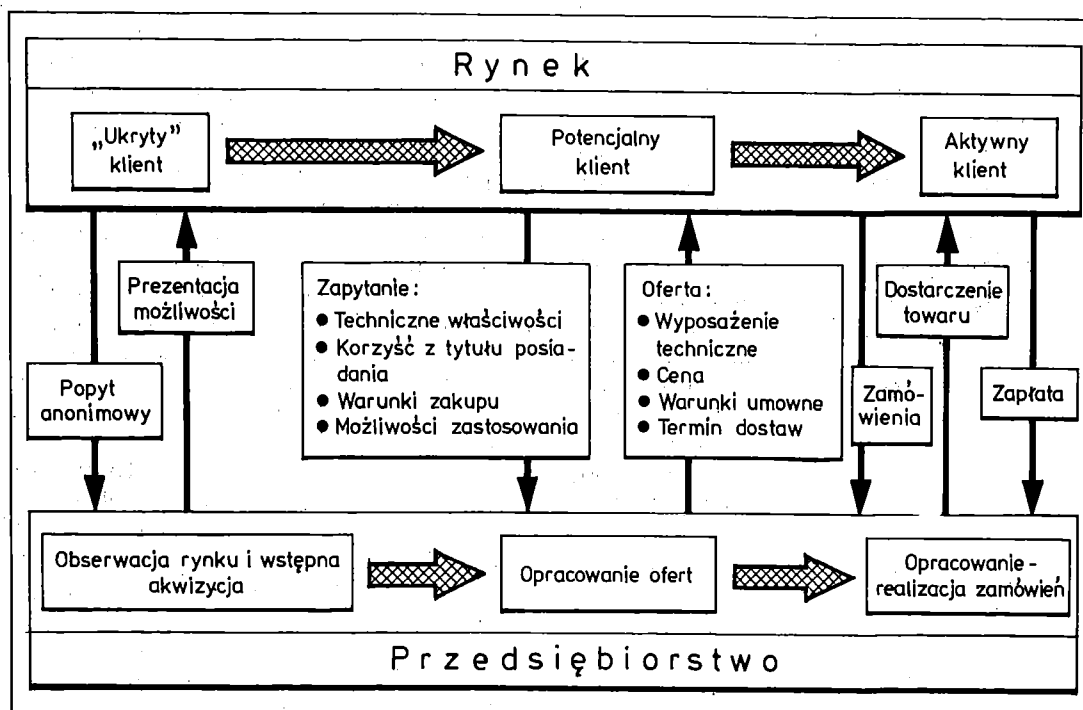 Rynek
„Ukryty”
klient
Potencjalny
klient
Aktywny
klient
Prezentacja
możliwości
Popyt
anonimowy
Zapytanie:
● Techniczne właściwości
● Korzyść z tytułu posia-
dania
● Warunki zakupu
● Możliwości zastosowania
Oferta:
● Wyposażenie
techniczne
● Cena
● Warunki umowne
● Termin dostaw
Zamó-
wienia
Dostarczenie
towaru
Zapłata
Obserwacja rynku i wstępna
akwizycja
Opracowanie ofert
Opracowanie-
realizacja zamówień
Przedsiębiorstwo